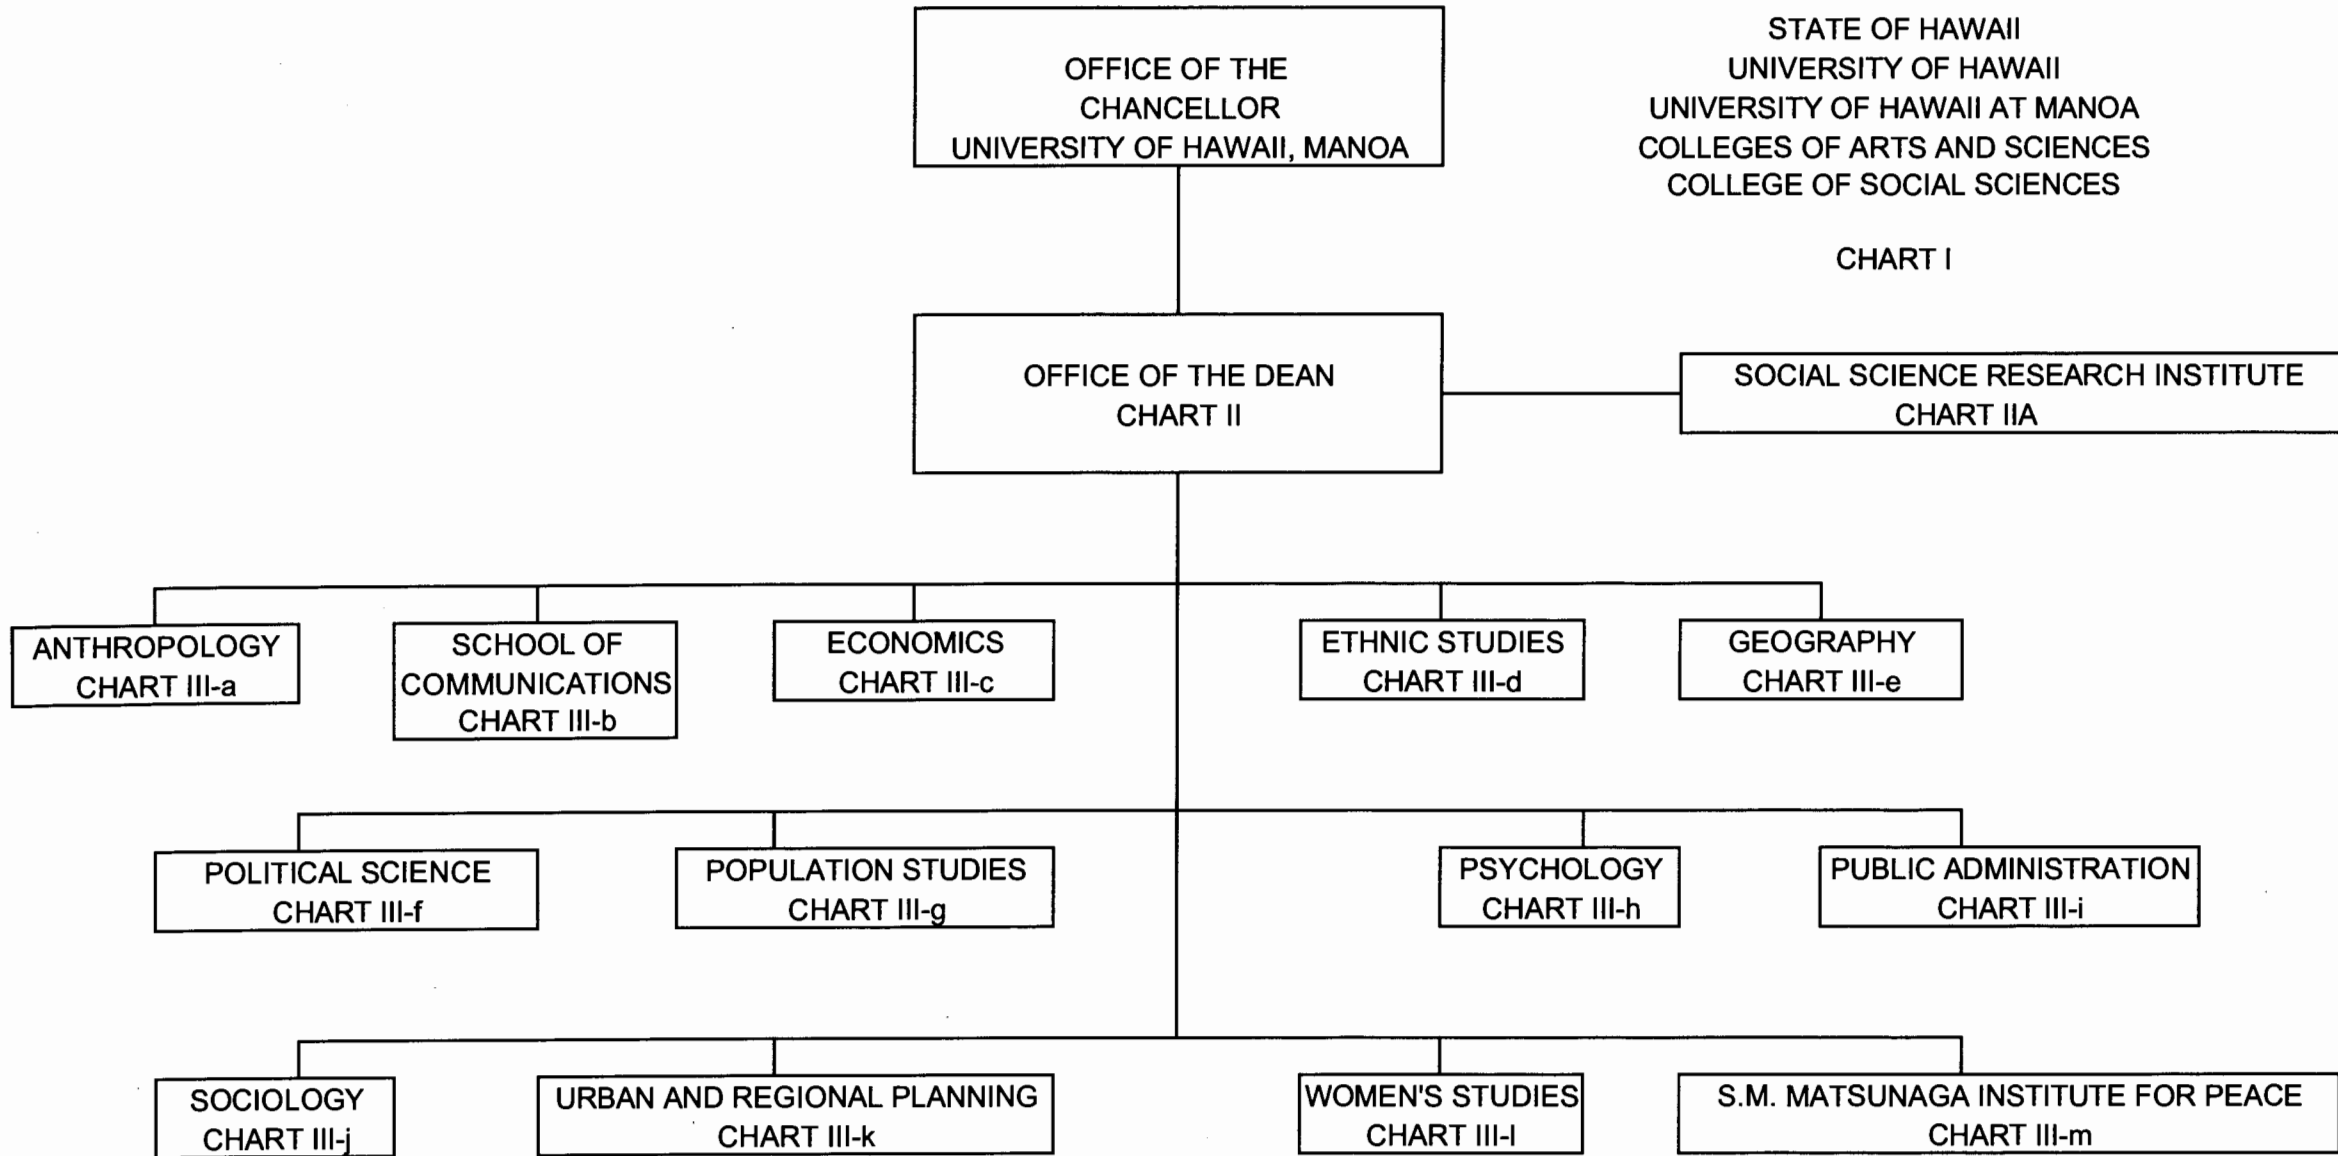 OFFICE OF THE
CHANCELLOR
UNIVERSITY OF HAWAII, MANOA
STATE OF HAWAII
UNIVERSITY OF HAWAII
UNIVERSITY OF HAWAII AT MANOA
COLLEGES OF ARTS AND SCIENCES
COLLEGE OF SOCIAL SCIENCES
CHART I
OFFICE OF THE DEAN
CHART II
SOCIAL SCIENCE RESEARCH INSTITUTE
CHART IIA
ANTHROPOLOGY
CHART III-a
SCHOOL OF
COMMUNICATIONS
CHART III-b
ECONOMICS
CHART III-c
ETHNIC STUDIES
CHART III-d
GEOGRAPHY
CHART III-e
POLITICAL SCIENCE
CHART III-f
POPULATION STUDIES
CHART III-g
PSYCHOLOGY
CHART III-h
PUBLIC ADMINISTRATION
CHART III-i
SOCIOLOGY
CHART III-j
URBAN AND REGIONAL PLANNING
CHART III-k
WOMEN'S STUDIES
CHART III-l
S.M. MATSUNAGA INSTITUTE FOR PEACE
CHART III-m